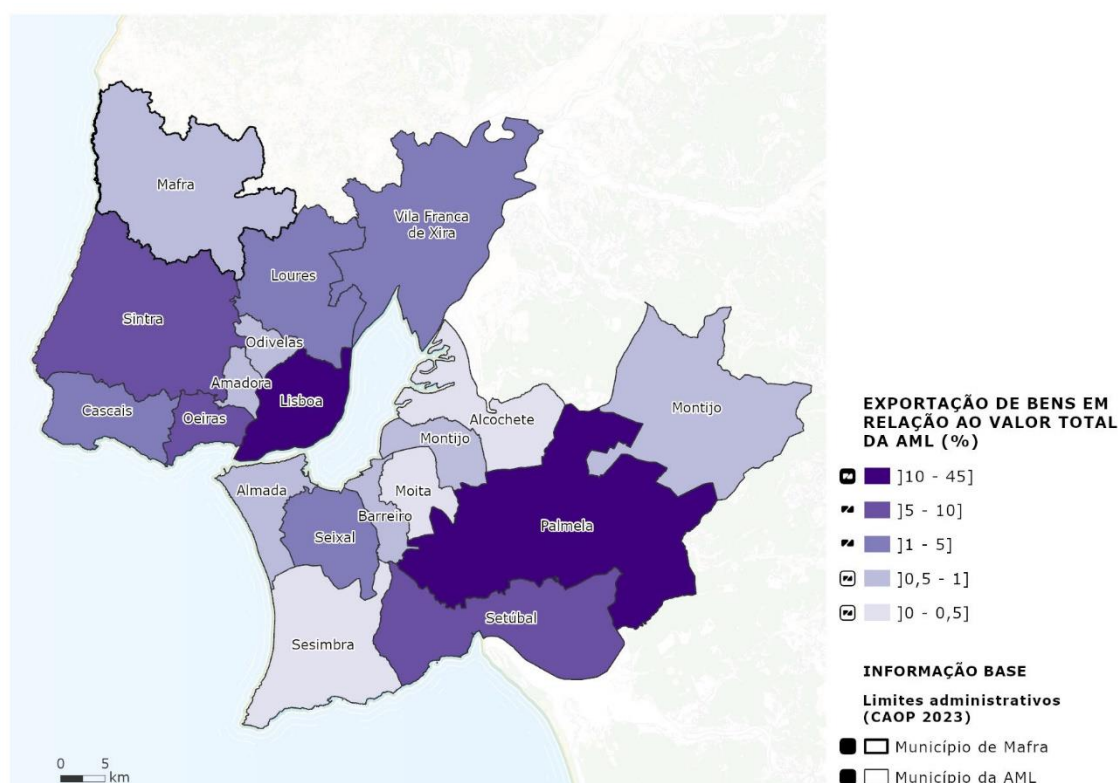 Mafra
Vila Franca
de Xira
Loures
Sintra
Odivelas
Amadora
Lisboa
Cascais
Oeiras
Alcochete
Montijo
Montijo
Almada
Moita
Barreiro
Seixal
Palmela
Setúbal
Sesimbra
0 5
km
EXPORTAÇÃO DE BENS EM
RELAÇÃO AO VALOR TOTAL
DA AML (%)
]10 - 45]
]5 - 10]
]1 - 5]
]0,5 - 1]
]0 - 0,5]
INFORMAÇÃO BASE
Limites administrativos
(CAOP 2023)
Município de Mafra
Município da AML